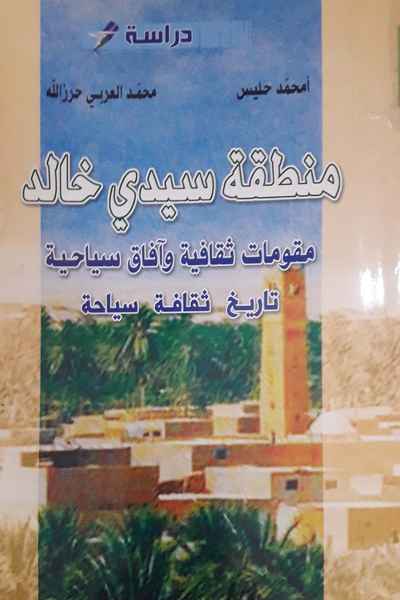 دراسة
أمحمد حليس
محمد العربي حرزالله
منطقة سيدي خالد
مقومات ثقافية وآفاق سياحية
تاريخ ثقافة سياحة